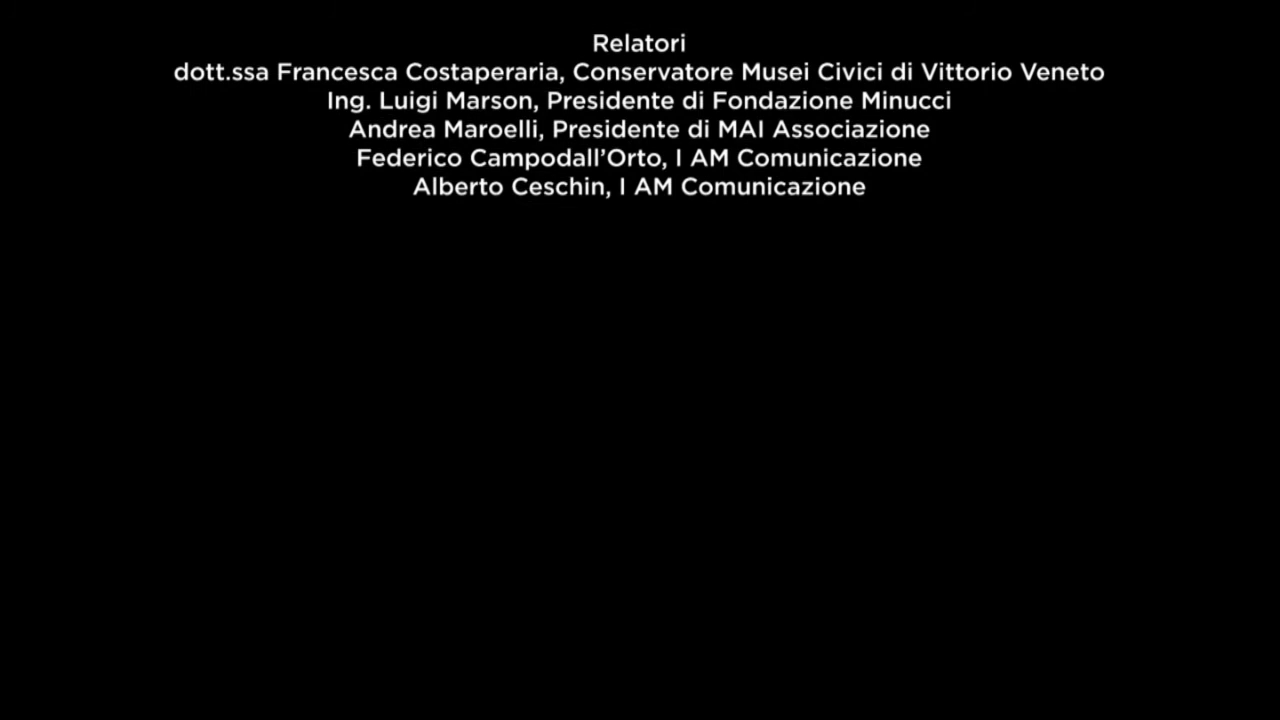 Relatori
dott.ssa Francesca Costaperaria, Conservatore Musei Civici di Vittorio Veneto
Ing. Luigi Marson, Presidente di Fondazione Minucci
Andrea Maroelli, Presidente di MAI Associazione
Federico Campodall’Orto, I AM Comunicazione
Alberto Ceschin, I AM Comunicazione